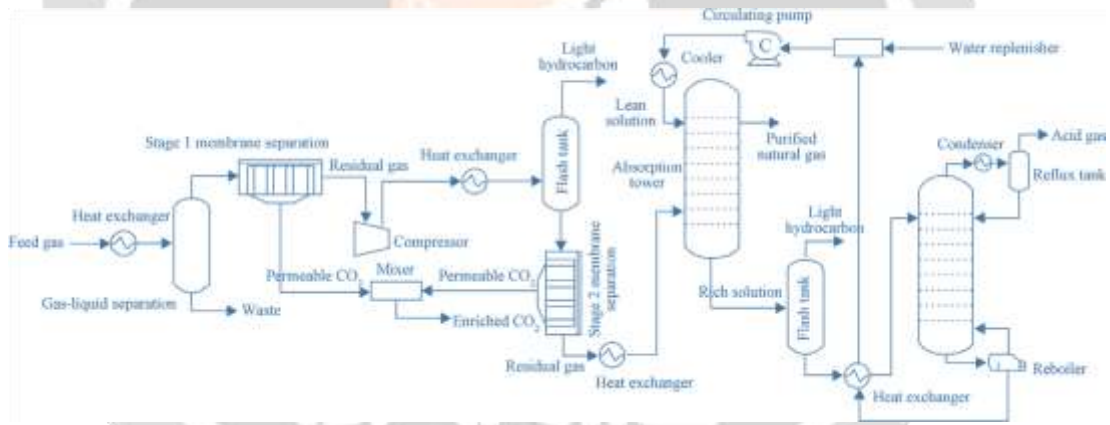 Circulating pump
C
Water replenisher
Cooler
Light
hydrocarbon
Lean
solution
Purified
natural gas
Absorption
tower
Stage 1 membrane separation
Residual gas
Heat exchanger
Flash tank
Condenser
Acid gas
Reflux tank
Heat exchanger
Feed gas
Compressor
Light
hydrocarbon
Permeable CO2
Mixer
Permeable CO2
Stage 2 membrane
separation
Rich solution
Flash tank
Gas-liquid separation
Waste
Enriched CO2
Residual gas
Heat exchanger
Reboiler
Heat exchanger